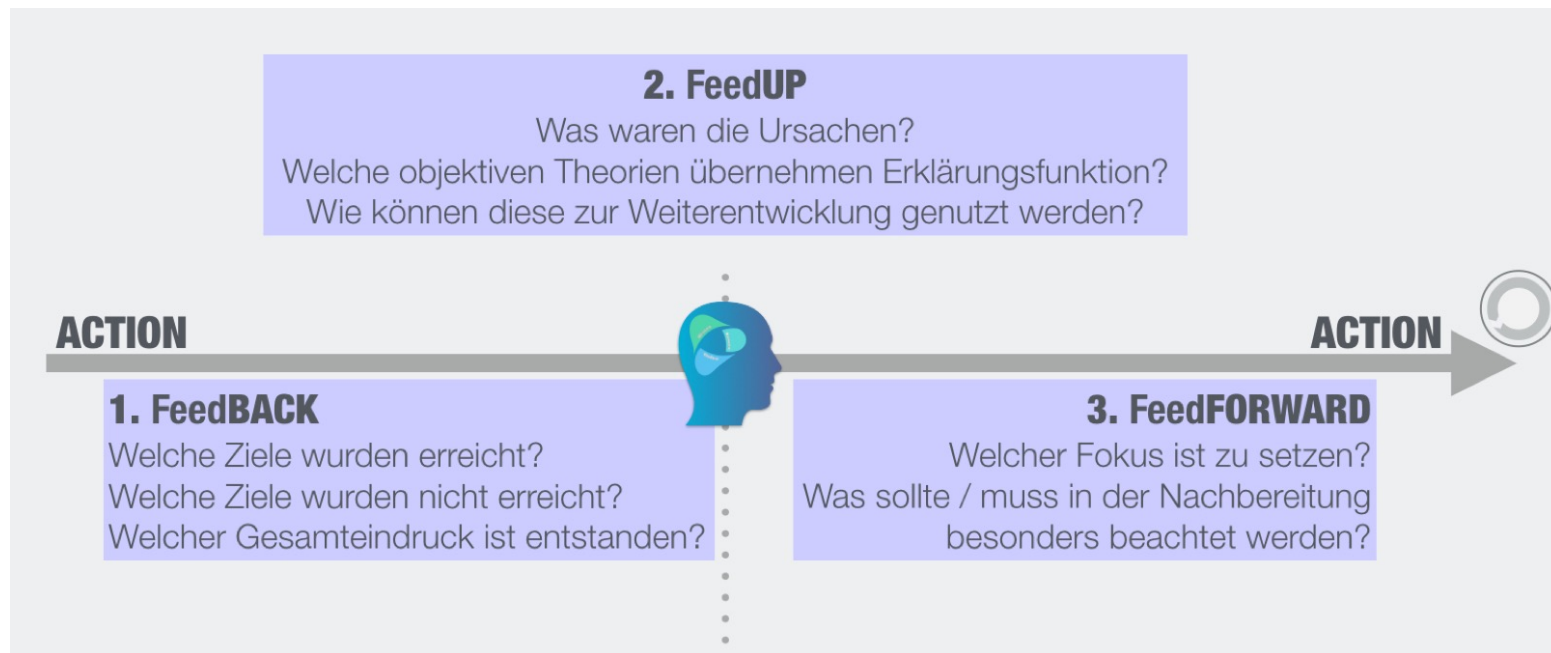 2. FeedUP
Was waren die Ursachen?
Welche objektiven Theorien übernehmen Erklärungsfunktion?
Wie können diese zur Weiterentwicklung genutzt werden?
ACTION
ACTION
1. FeedBACK
Welche Ziele wurden erreicht?
Welche Ziele wurden nicht erreicht?
Welcher Gesamteindruck ist entstanden?
3. FeedFORWARD
Welcher Fokus ist zu setzen?
Was sollte / muss in der Nachbereitung
besonders beachtet werden?